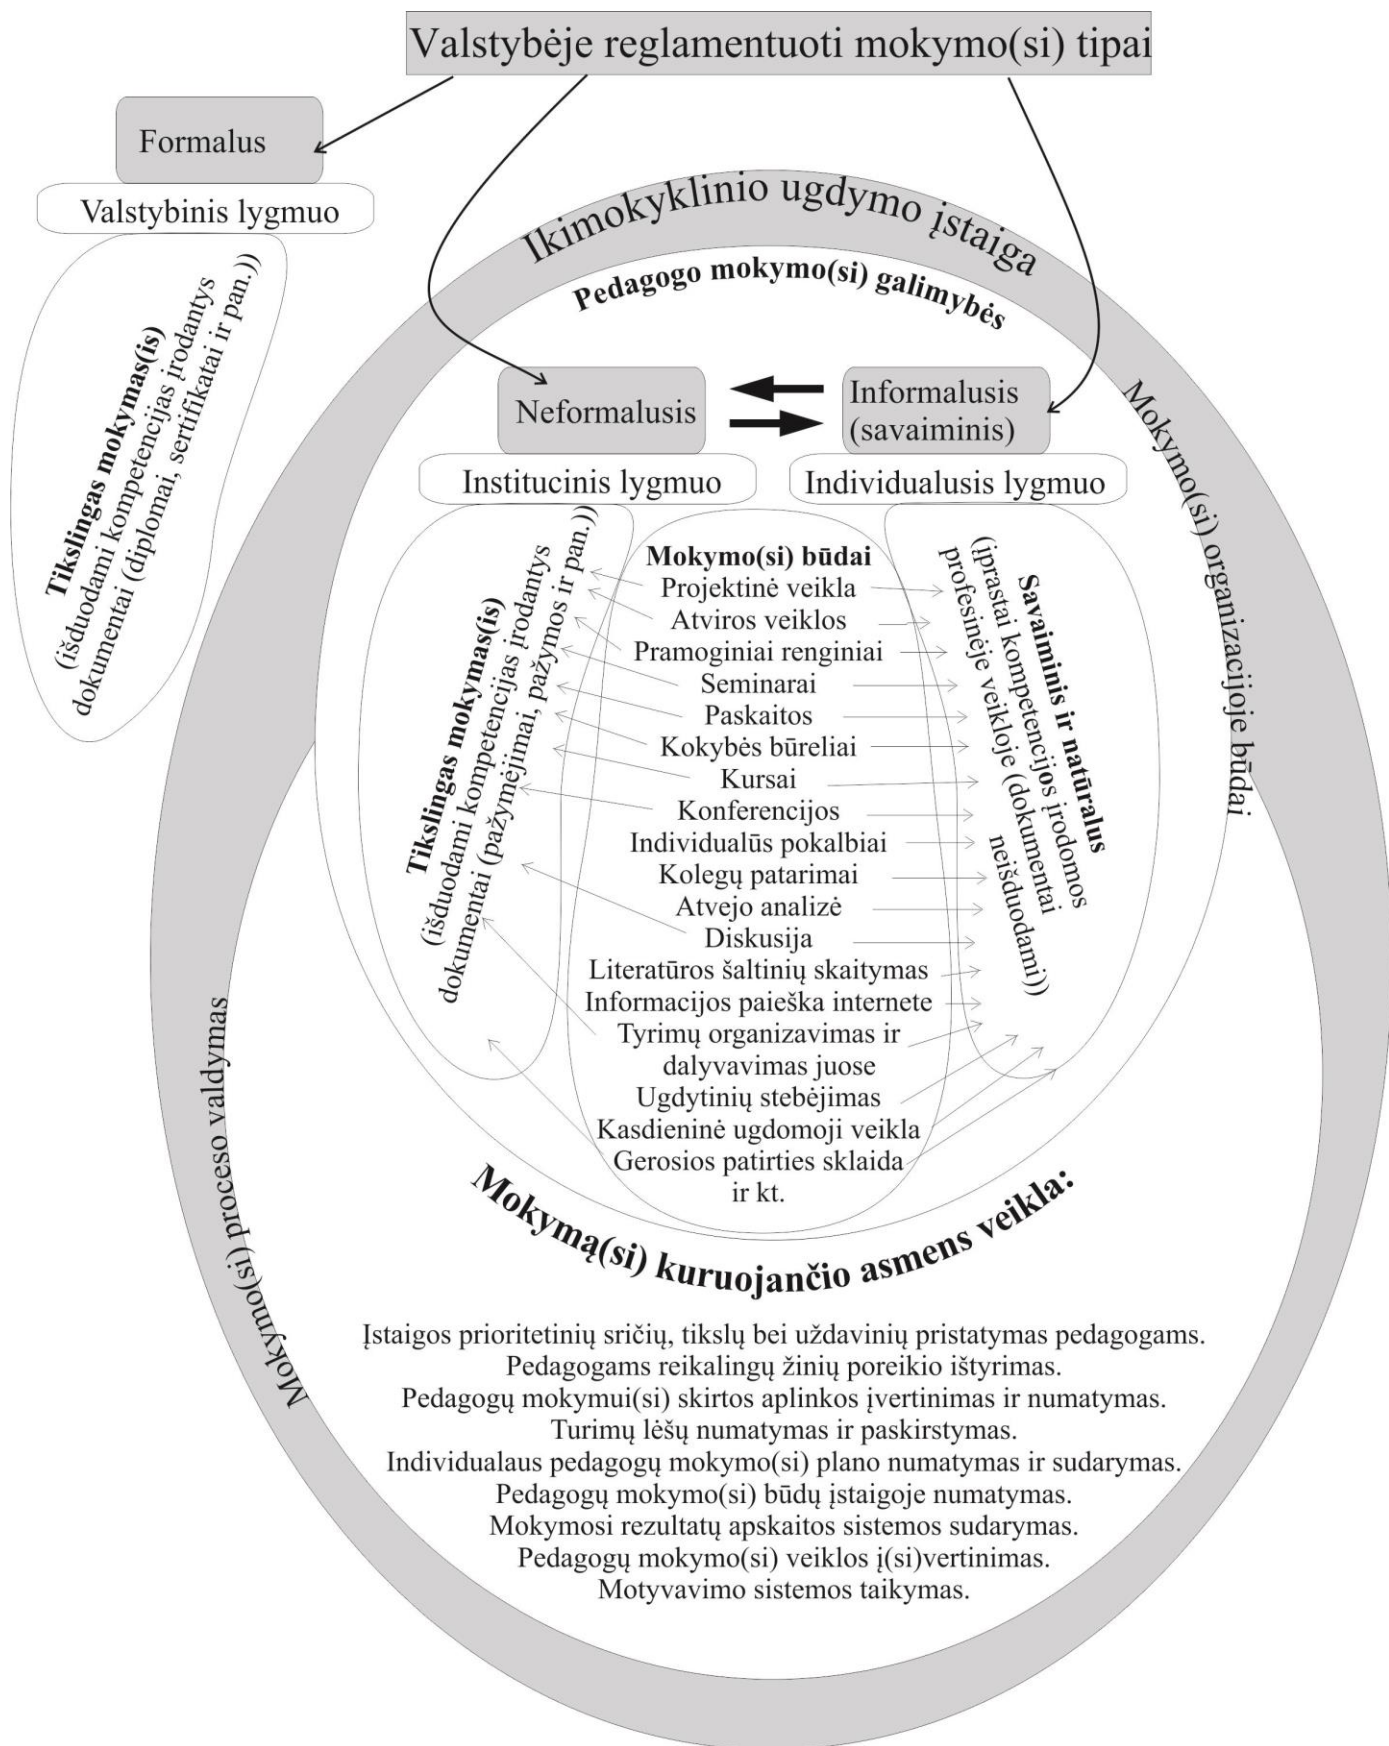 Valstybėje reglamentuoti mokymo(si) tipai
Formalus
Valstybinis lygmuo
Tikslingas mokymas(is)
(išduodami kompetencijas įrodantys
dokumentai (diplomai, sertifikatai ir pan.))
Ikimokyklinio ugdymo įstaiga
Pedagogo mokymo(si) galimybės
Mokymo(si) organizacijoje būdai
Neformalusis
Informalusis
(savaiminis)
Institucinis lygmuo
Individualusis lygmuo
Tikslingas mokymas(is)
(išduodami kompetencijas įrodantys
dokumentai (pažymėjimai, pažymos ir pan.))
Mokymo(si) būdai
Projektinė veikla
Atviros veiklos
Pramoginiai renginiai
Seminarai
Paskaitos
Kokybės būreliai
Kursai
Konferencijos
Individualūs pokalbiai
Kolegų patarimai
Atvejo analizė
Diskusija
Literatūros šaltinių skaitymas
Informacijos paieška internete
Tyrimų organizavimas ir
dalyvavimas juose
Ugdytinių stebėjimas
Kasdieninė ugdomoji veikla
Gerosios patirties sklaida
ir kt.
Savaiminis ir natūralus
(įprastai kompetencijos įrodomos
profesinėje veikloje (dokumentai
neišduodami))
Mokymo(si) proceso valdymas
Mokymą(si) kuruojančio asmens veikla:
Įstaigos prioritetinių sričių, tikslų bei uždavinių pristatymas pedagogams.
Pedagogams reikalingų žinių poreikio ištyrimas.
Pedagogų mokymui(si) skirtos aplinkos įvertinimas ir numatymas.
Turimų lėšų numatymas ir paskirstymas.
Individualaus pedagogų mokymo(si) plano numatymas ir sudarymas.
Pedagogų mokymo(si) būdų įstaigoje numatymas.
Mokymosi rezultatų apskaitos sistemos sudarymas.
Pedagogų mokymo(si) veiklos į(si)vertinimas.
Motyvavimo sistemos taikymas.